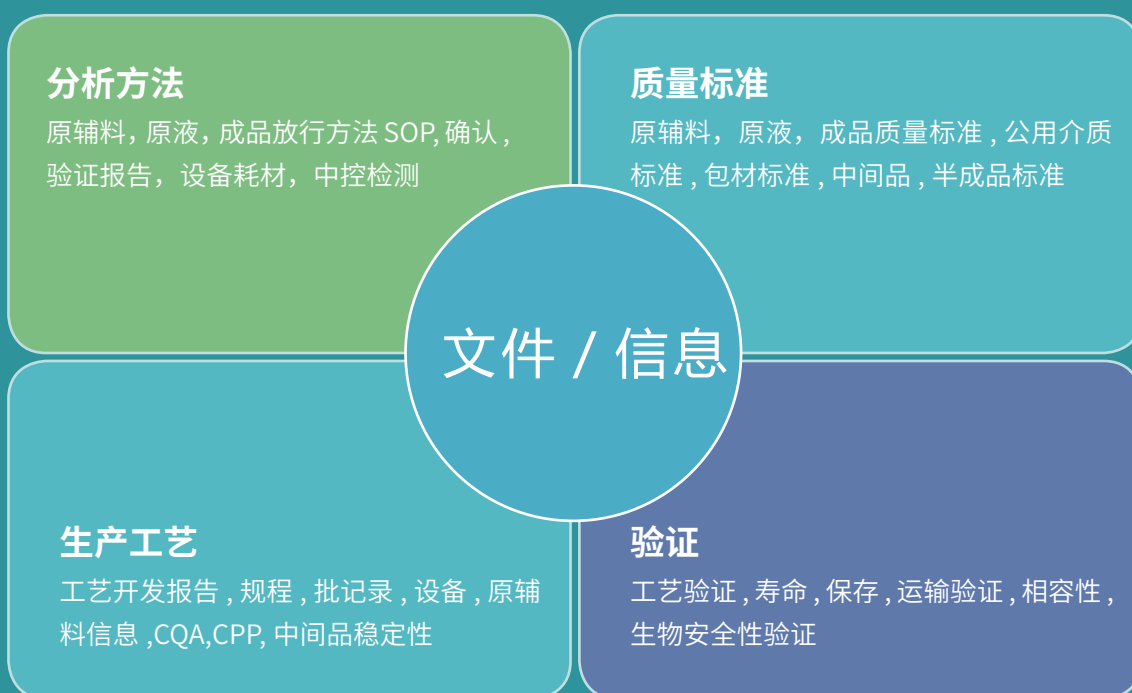 分析方法
原辅料，原液，成品放行方法 SOP, 确认 ,
验证报告，设备耗材，中控检测
质量标准
原辅料，原液，成品质量标准 , 公用介质
标准 , 包材标准 , 中间品 , 半成品标准
文件 / 信息
生产工艺
工艺开发报告 , 规程 , 批记录 , 设备 , 原辅
料信息 ,CQA,CPP, 中间品稳定性
验证
工艺验证 , 寿命 , 保存 , 运输验证 , 相容性 ,
生物安全性验证